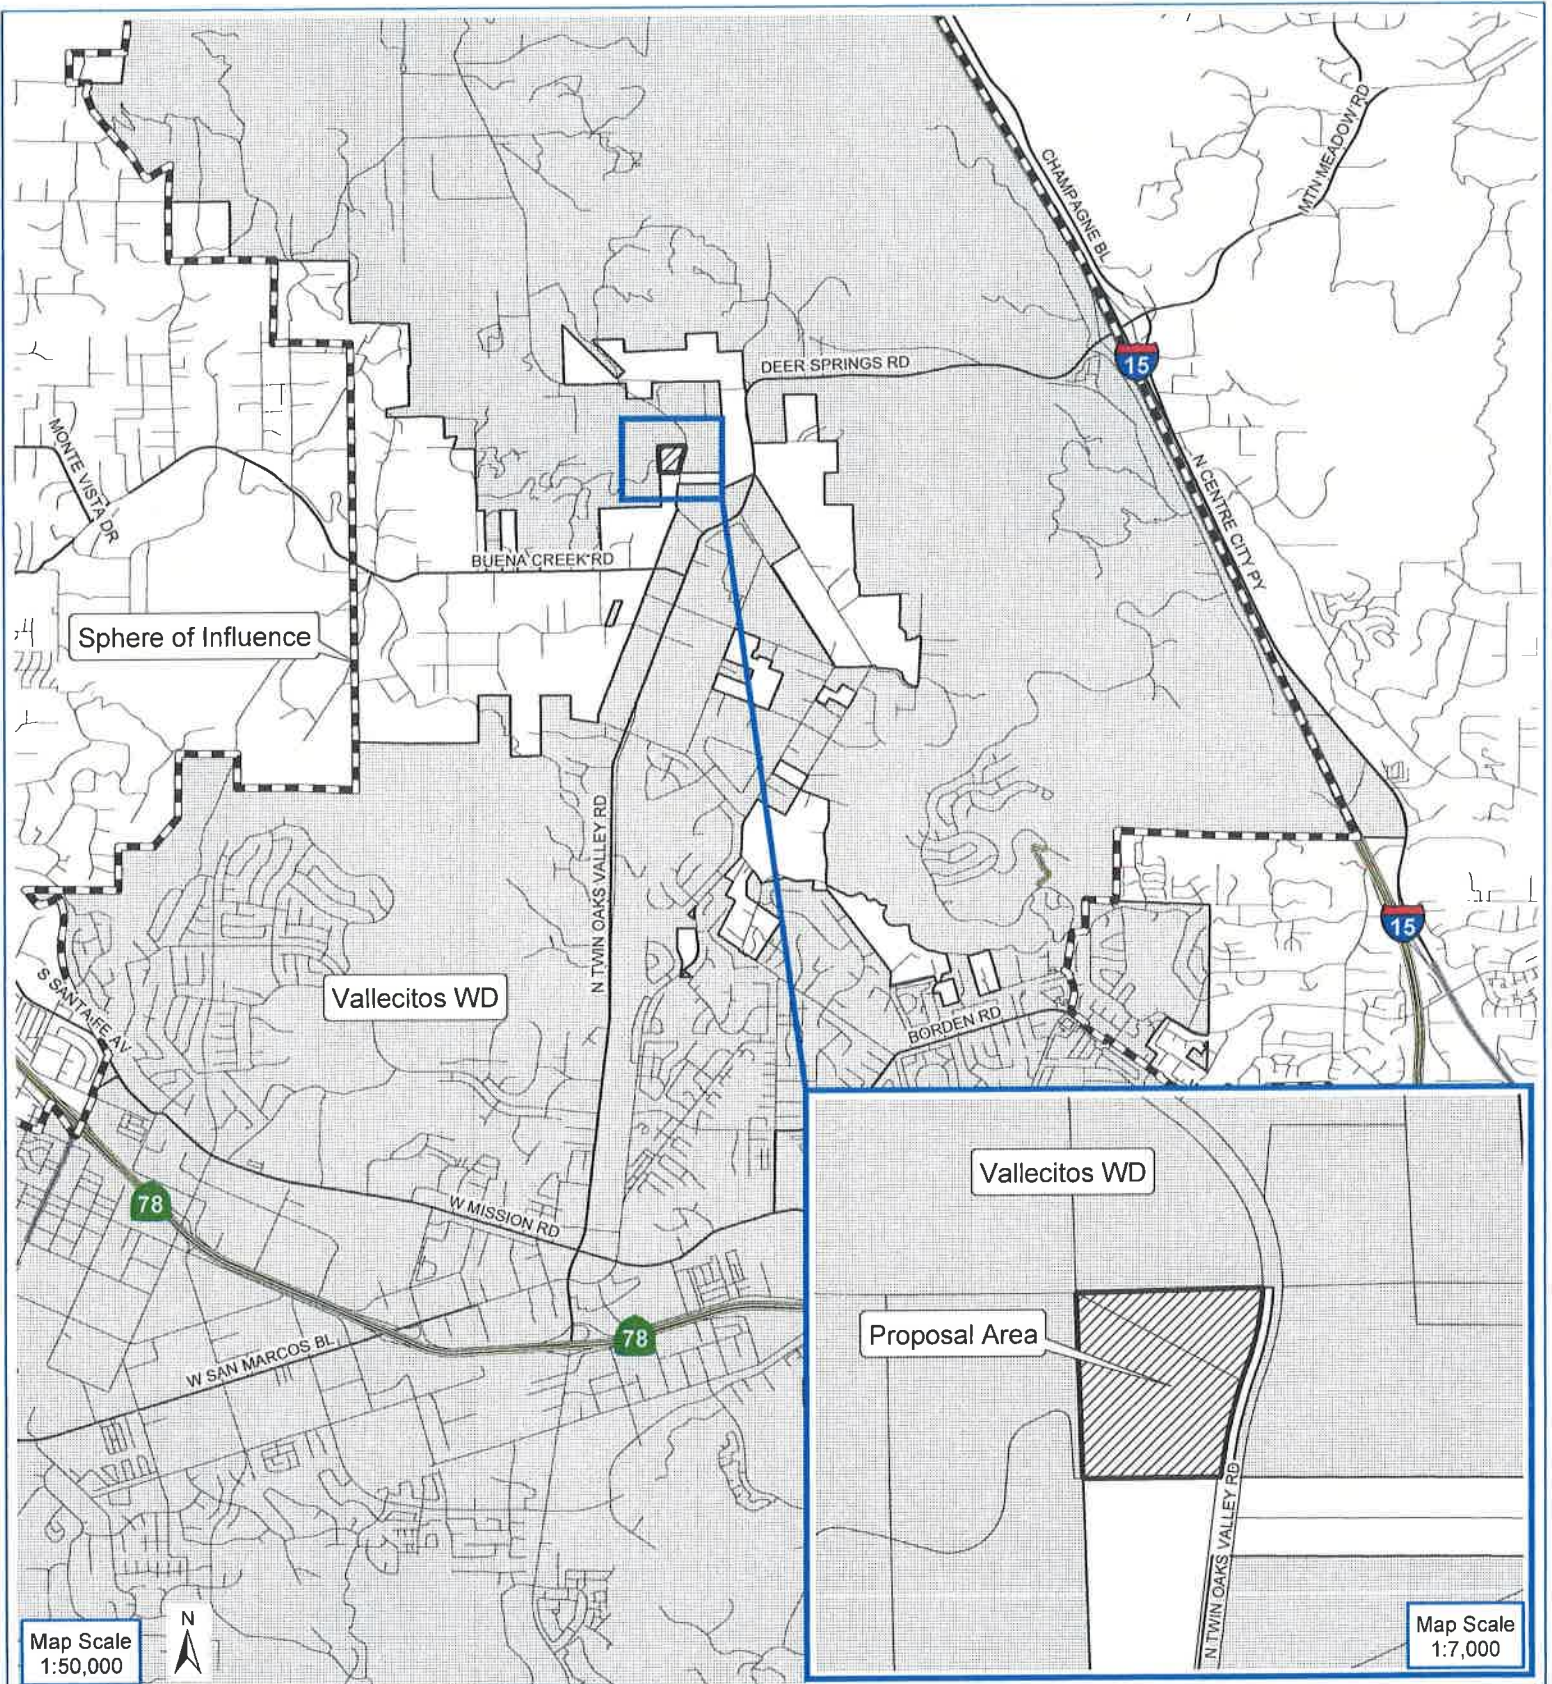 CHAMPAGNE BL
MTN MEADOW RD
DEER SPRINGS RD
15
MONTE VISTA DR
N CENTRE CITY PY
BUENA CREEK RD
Sphere of Influence
N TWIN OAKS VALLEY RD
15
S SANTA FE AV
Vallecitos WD
BORDEN RD
Vallecitos WD
78
W MISSION RD
78
Proposal Area
W SAN MARCOS BL
N TWIN OAKS VALLEY RD
N
Map Scale
1:50,000
Map Scale
1:7,000